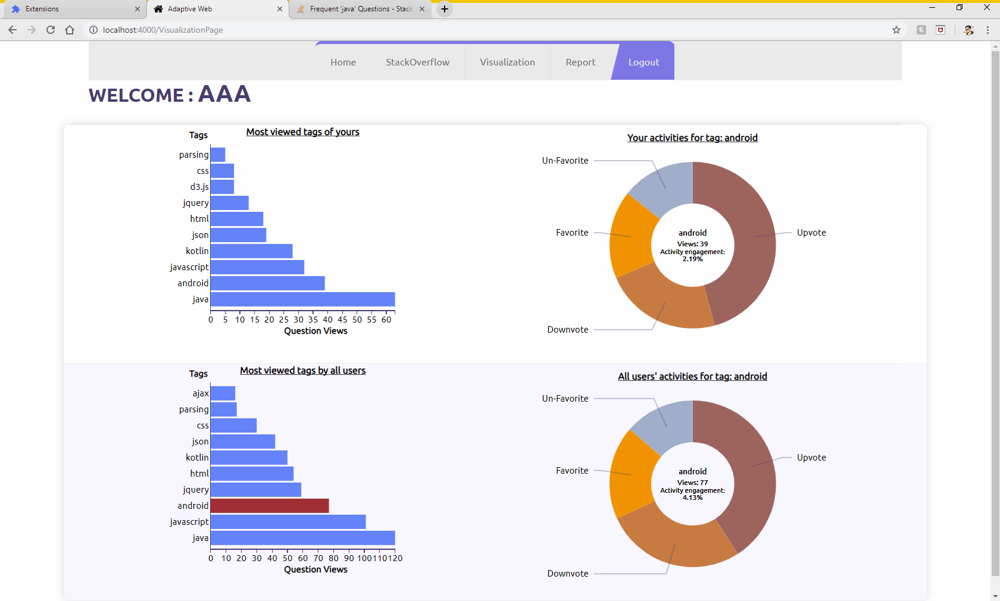 Extensions
Adaptive Web
Frequent 'java' Questions - Stack
localhost:4000/VisualizationPage
Home
StackOverflow
Visualization
Report
Logout
WELCOME : AAA
Tags
Most viewed tags of yours
parsing
css
d3.js
jquery
html
json
kotlin
javascript
android
java
0 5 10 15 20 25 30 35 40 45 50 55 60
Question Views
Your activities for tag: android
Un-Favorite
Favorite
Downvote
Upvote
android
Views: 39
Activity engagement:
2.19%
Tags
Most viewed tags by all users
ajax
parsing
css
json
kotlin
html
jquery
android
javascript
java
0 10 20 30 40 50 60 70 80 90 100 110 120
Question Views
All users' activities for tag: android
Un-Favorite
Favorite
Downvote
Upvote
android
Views: 77
Activity engagement:
4.13%